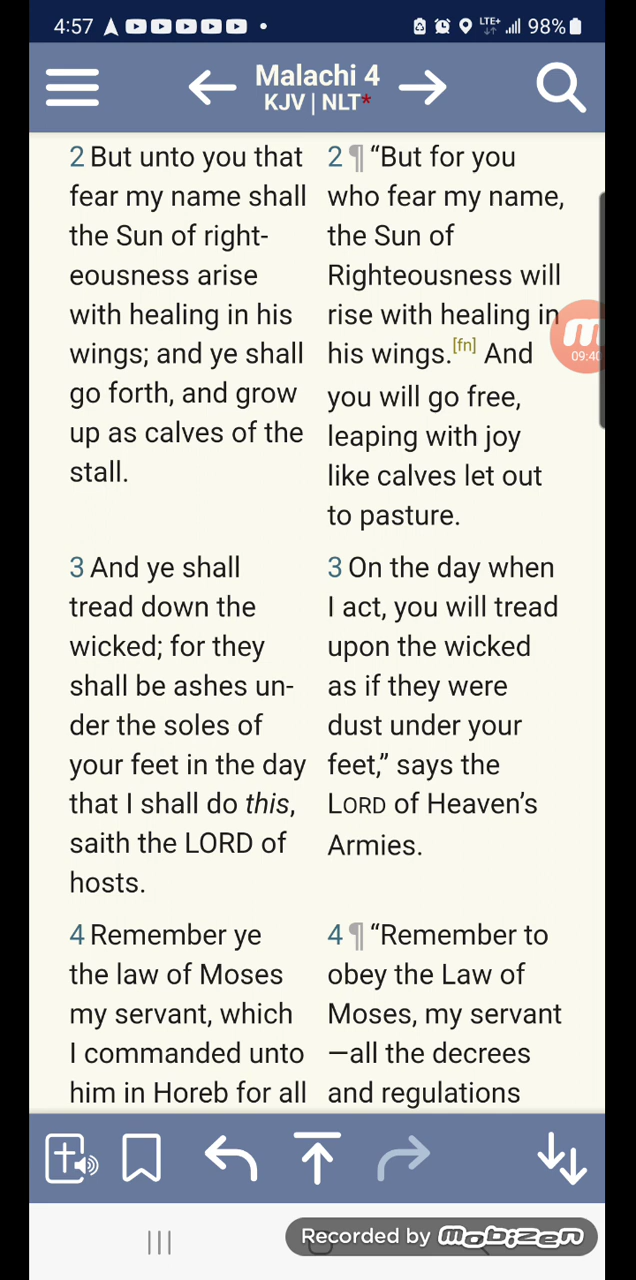 4:57
LTE+
98%
Malachi 4
KJV | NLT*
2 But unto you that
fear my name shall
the Sun of right-
eousness arise
with healing in his
wings; and ye shall
go forth, and grow
up as calves of the
stall.
2 ¶ “But for you
who fear my name,
the Sun of
Righteousness will
rise with healing in
his wings.[fn] And
you will go free,
leaping with joy
like calves let out
to pasture.
09:40
3 And ye shall
tread down the
wicked; for they
shall be ashes un-
der the soles of
your feet in the day
that I shall do this,
saith the LORD of
hosts.
3 On the day when
I act, you will tread
upon the wicked
as if they were
dust under your
feet,” says the
LORD of Heaven’s
Armies.
4 Remember ye
the law of Moses
my servant, which
I commanded unto
him in Horeb for all
4 ¶ “Remember to
obey the Law of
Moses, my servant
—all the decrees
and regulations
Recorded by mobizen